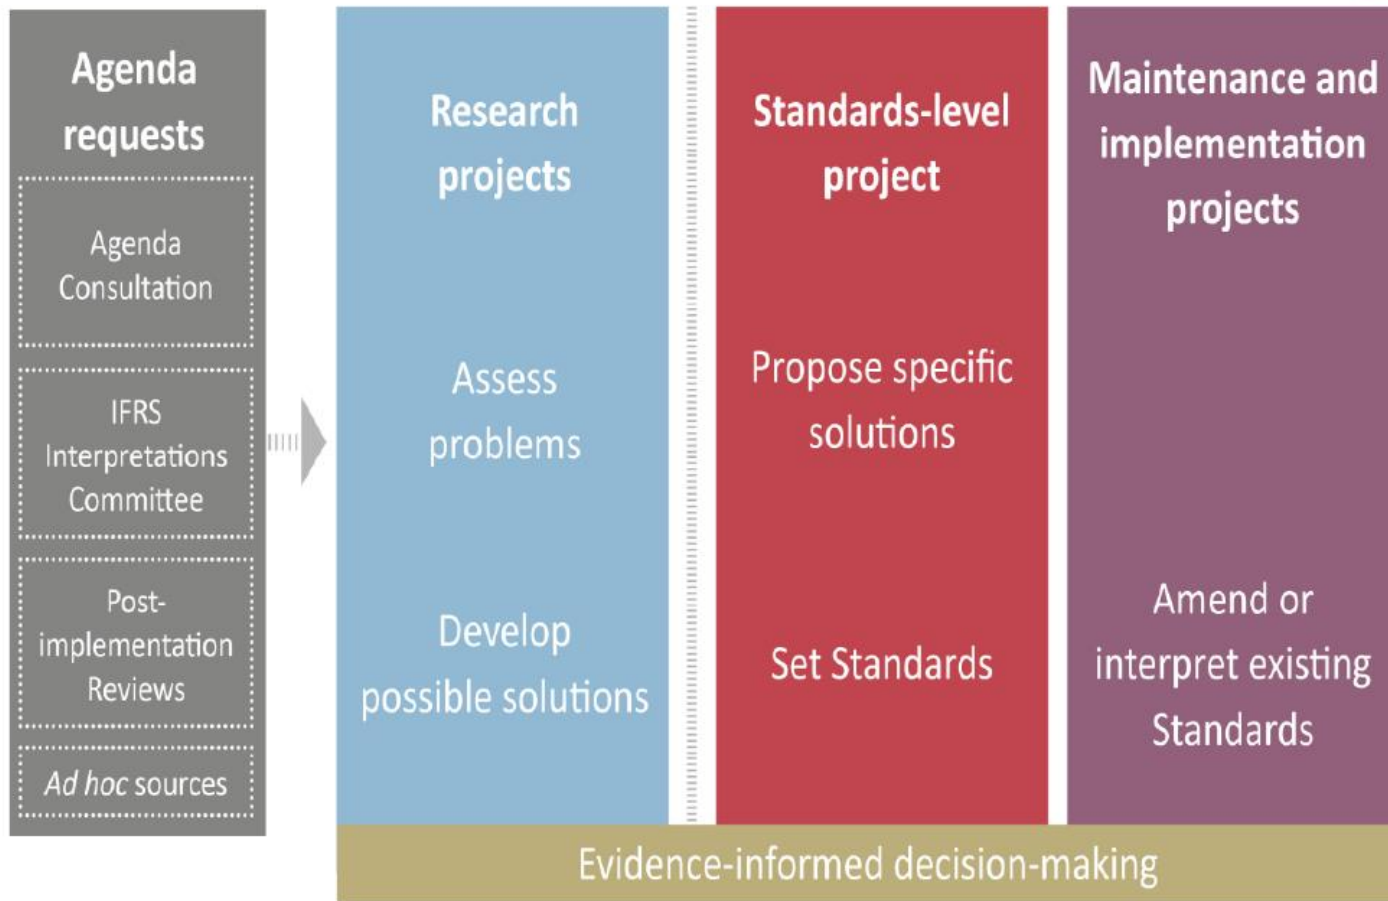 Agenda
requests
Agenda
Consultation
IFRS
Interpretations
Committee
Post-
implementation
Reviews
Ad hoc sources
Research
projects
Assess
problems
Develop
possible solutions
Standards-level
project
Propose specific
solutions
Set Standards
Maintenance and
implementation
projects
Amend or
interpret existing
Standards
Evidence-informed decision-making